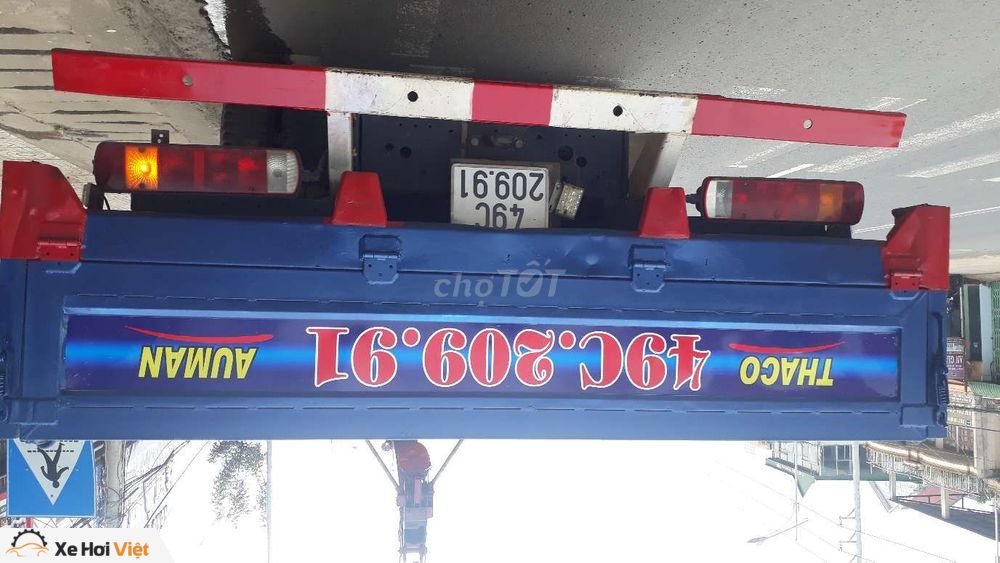 THACO 49C.209.91 AUMAN
49C
209.91
chợTỐT
Xe Hơi Việt